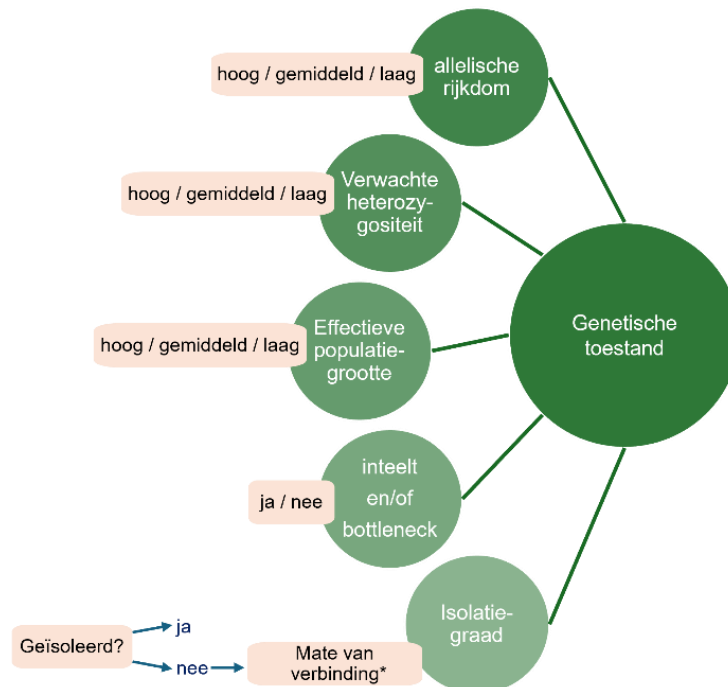 hoog / gemiddeld / laag
allelische
rijkdom
hoog / gemiddeld / laag
Verwachte
heterozy-
gositeit
hoog / gemiddeld / laag
Effectieve
populatie-
grootte
Genetische
toestand
ja / nee
inteelt
en/of
bottleneck
Isolatie-
graad
Geïsoleerd?
ja
nee
Mate van
verbinding*